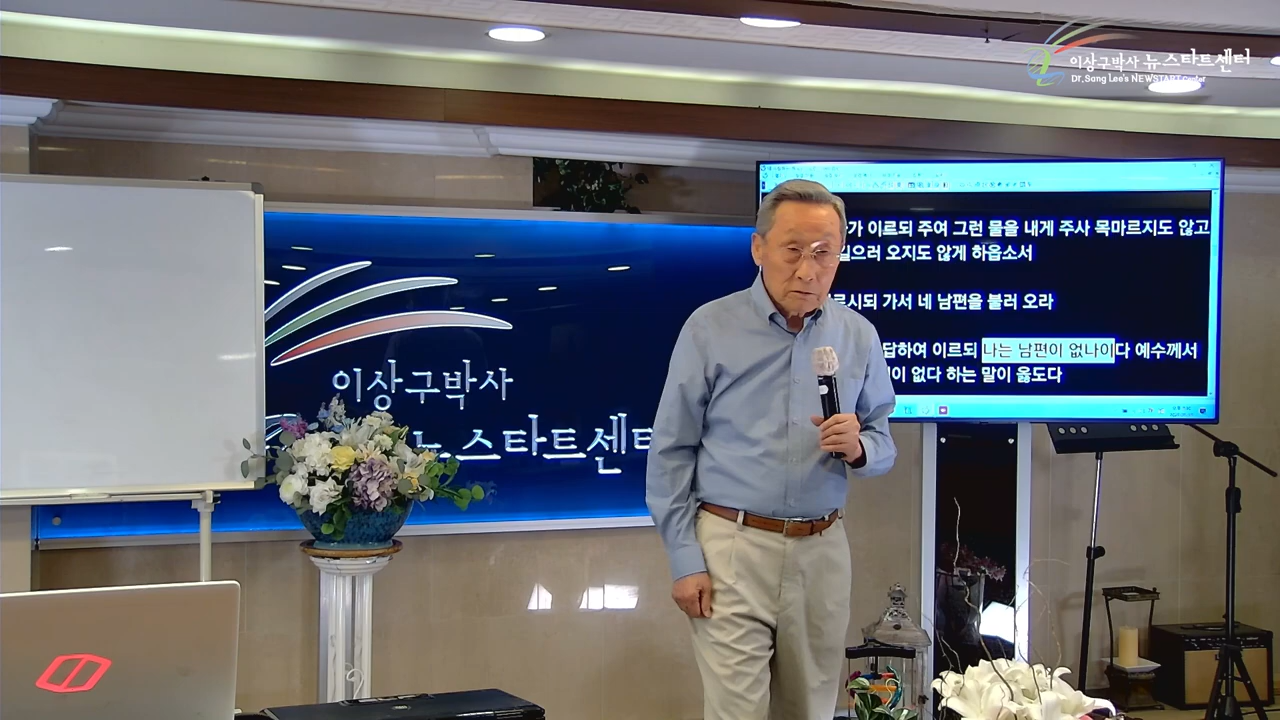 이상구박사 뉴스타트센터
Dr. Sang Lee's NEWSTART Center
가 이르되 주여 그런 물을 내게 주사 목마르지도 않고
길으러 오지도 않게 하옵소서
이르시되 가서 네 남편을 불러 오라
답하여 이르되 나는 남편이 없나이다 예수께서
이 없다 하는 말이 옳도다
이상구박사
뉴스타트센터